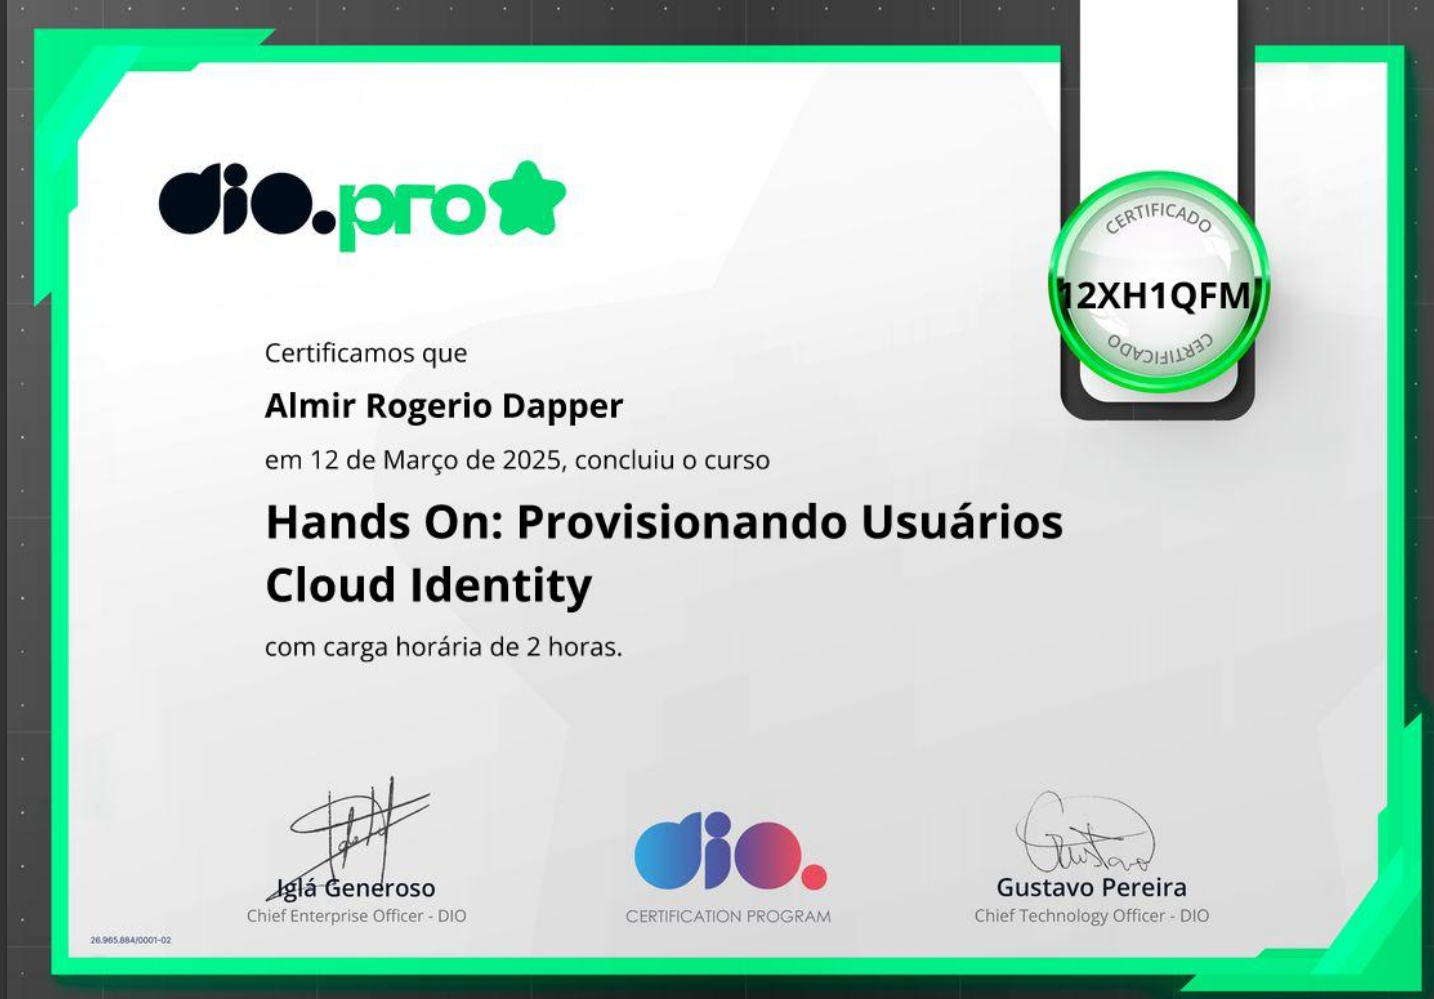 dio.pro
CERTIFICADO
12XH1QFM
CERTIFICADO
Certificamos que
Almir Rogerio Dapper
em 12 de Março de 2025, concluiu o curso
Hands On: Provisionando Usuários
Cloud Identity
com carga horária de 2 horas.
Iglá Generoso
Chief Enterprise Officer - DIO
dio.
CERTIFICATION PROGRAM
Gustavo
Gustavo Pereira
Chief Technology Officer - DIO
26.965.884/0001-02